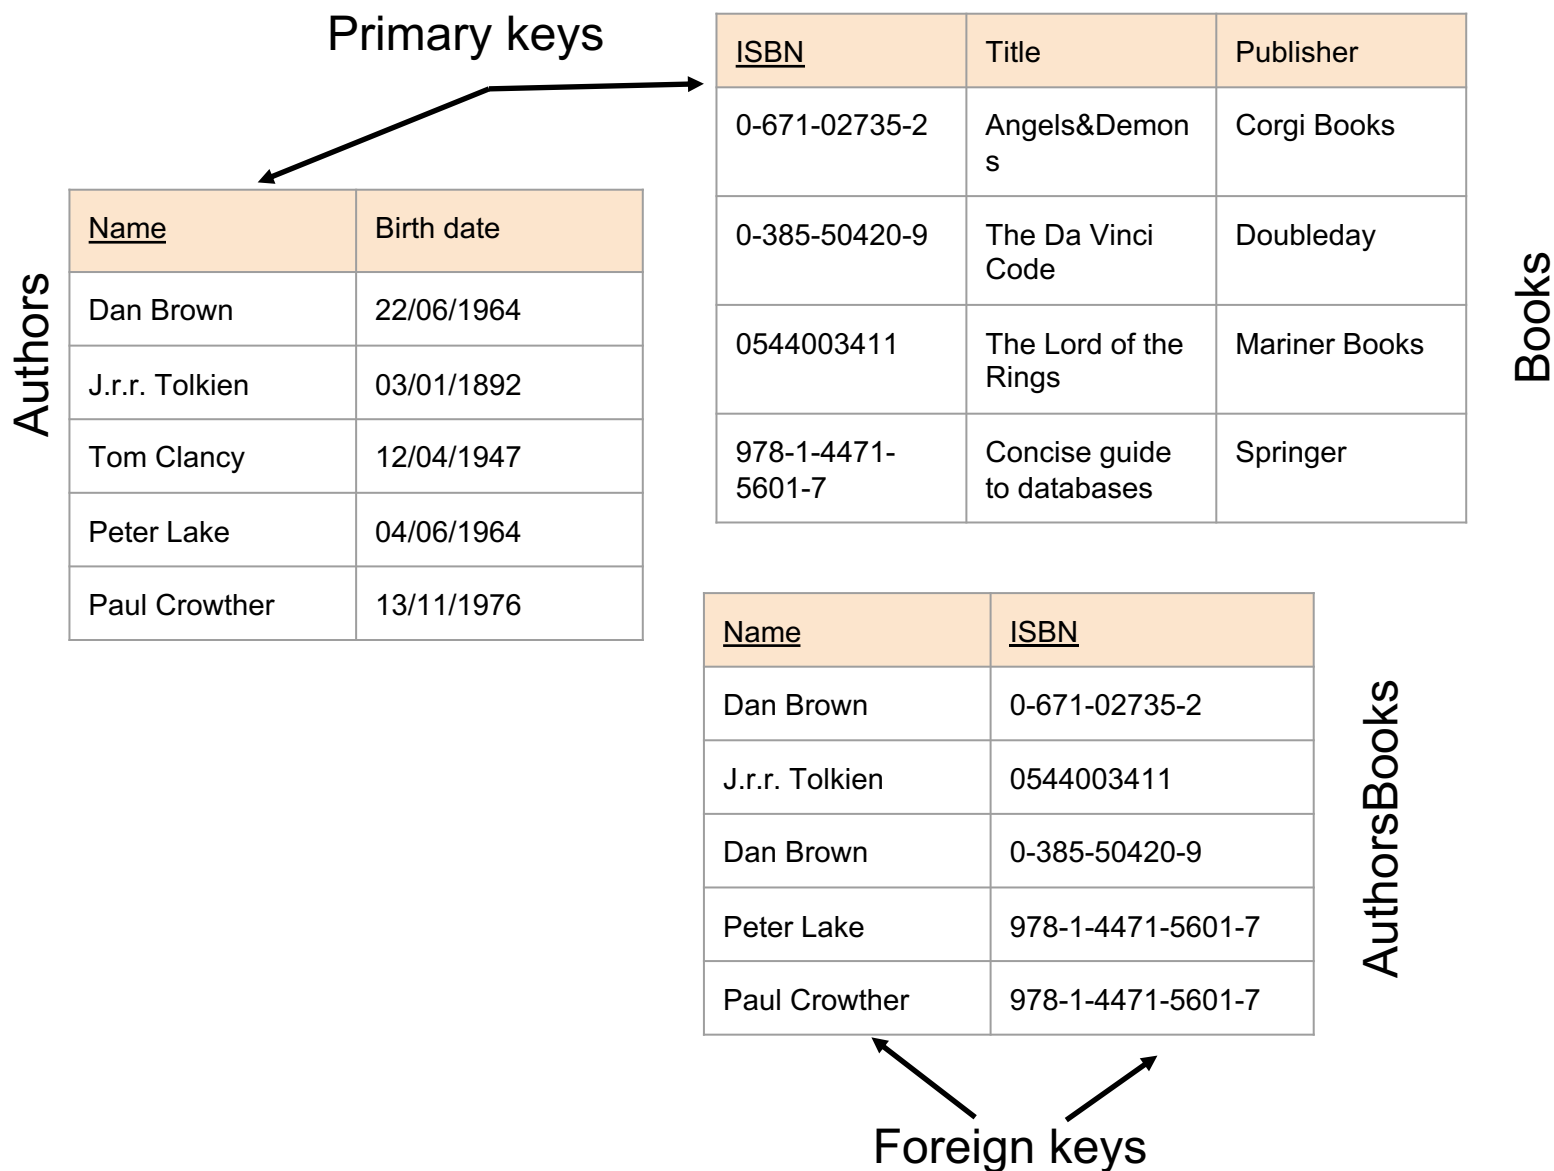 Primary keys
Authors
Name Birth date
Dan Brown 22/06/1964
J.r.r. Tolkien 03/01/1892
Tom Clancy 12/04/1947
Peter Lake 04/06/1964
Paul Crowther 13/11/1976
ISBN Title Publisher
0-671-02735-2 Angels&Demon Corgi Books
s
0-385-50420-9 The Da Vinci Doubleday
Code
0544003411 The Lord of the Mariner Books
Rings
978-1-4471- Concise guide Springer
5601-7 to databases
Books
Name ISBN
Dan Brown 0-671-02735-2
J.r.r. Tolkien 0544003411
Dan Brown 0-385-50420-9
Peter Lake 978-1-4471-5601-7
Paul Crowther 978-1-4471-5601-7
AuthorsBooks
Foreign keys